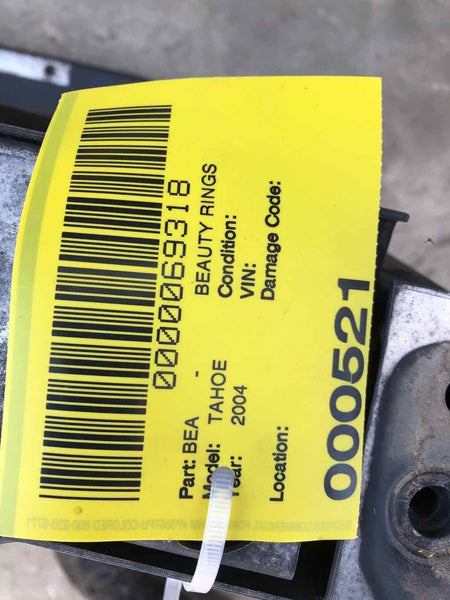 0000069318
Part: BEA - BEAUTY RINGS
Model: TAHOE Condition:
Year: 2004 VIN:
Damage Code:
Location:
000521